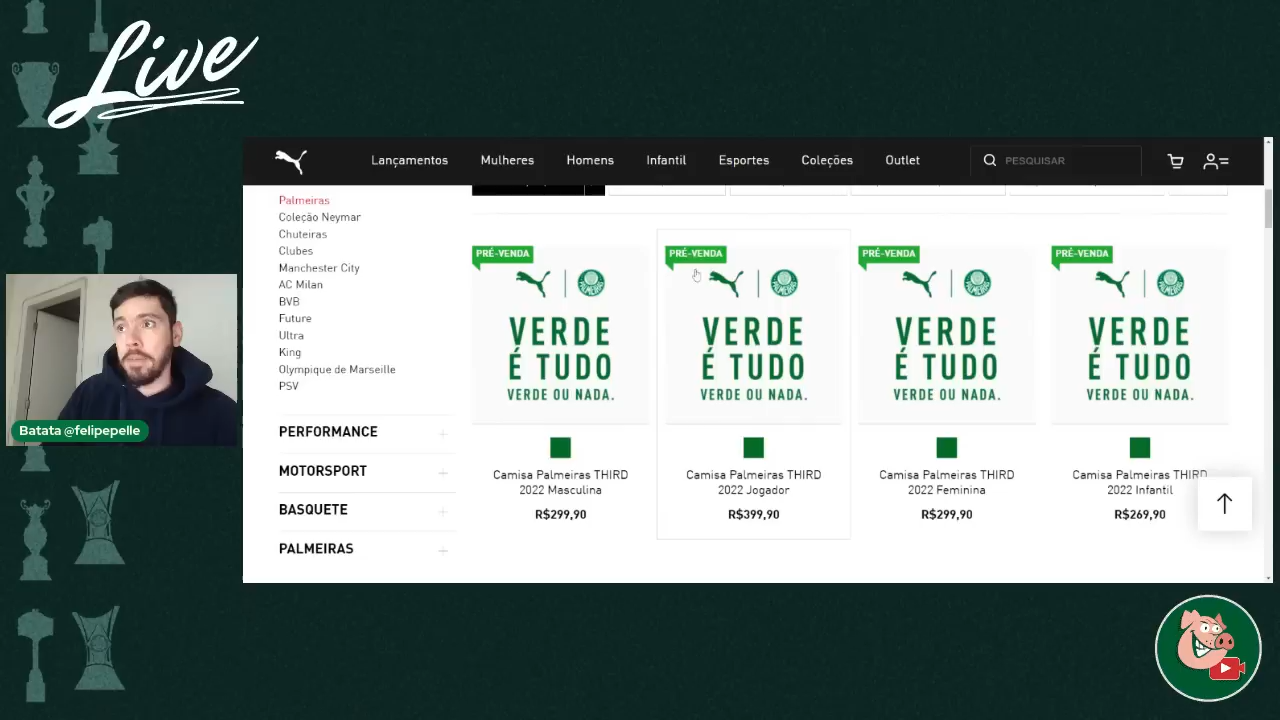 Live
Lançamentos
Mulheres
Homens
Infantil
Esportes
Coleções
Outlet
PESQUISAR
Palmeiras
Coleção Neymar
Chuteiras
Clubes
Manchester City
AC Milan
BVB
Future
Ultra
King
Olympique de Marseille
PSV
PERFORMANCE
MOTORSPORT
BASQUETE
PALMEIRAS
PRÉ-VENDA
VERDE
É TUDO
VERDE OU NADA.
Camisa Palmeiras THIRD
2022 Masculina
R$299,90
PRÉ-VENDA
VERDE
É TUDO
VERDE OU NADA.
Camisa Palmeiras THIRD
2022 Jogador
R$399,90
PRÉ-VENDA
VERDE
É TUDO
VERDE OU NADA.
Camisa Palmeiras THIRD
2022 Feminina
R$299,90
PRÉ-VENDA
VERDE
É TUDO
VERDE OU NADA.
Camisa Palmeiras THIRD
2022 Infantil
R$269,90
Batata @felipepelle